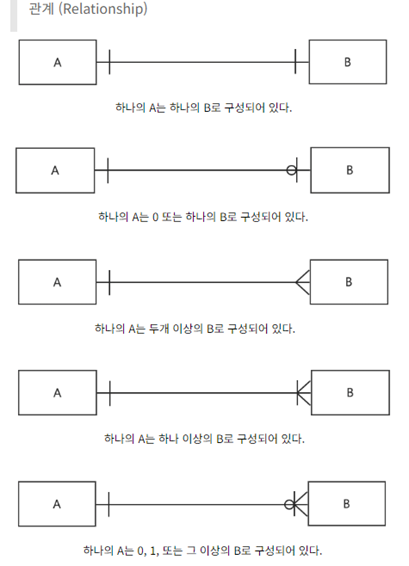 관계 (Relationship)
A B
하나의 A는 하나의 B로 구성되어 있다.
A B
하나의 A는 0 또는 하나의 B로 구성되어 있다.
A B
하나의 A는 두개 이상의 B로 구성되어 있다.
A B
하나의 A는 하나 이상의 B로 구성되어 있다.
A B
하나의 A는 0, 1, 또는 그 이상의 B로 구성되어 있다.